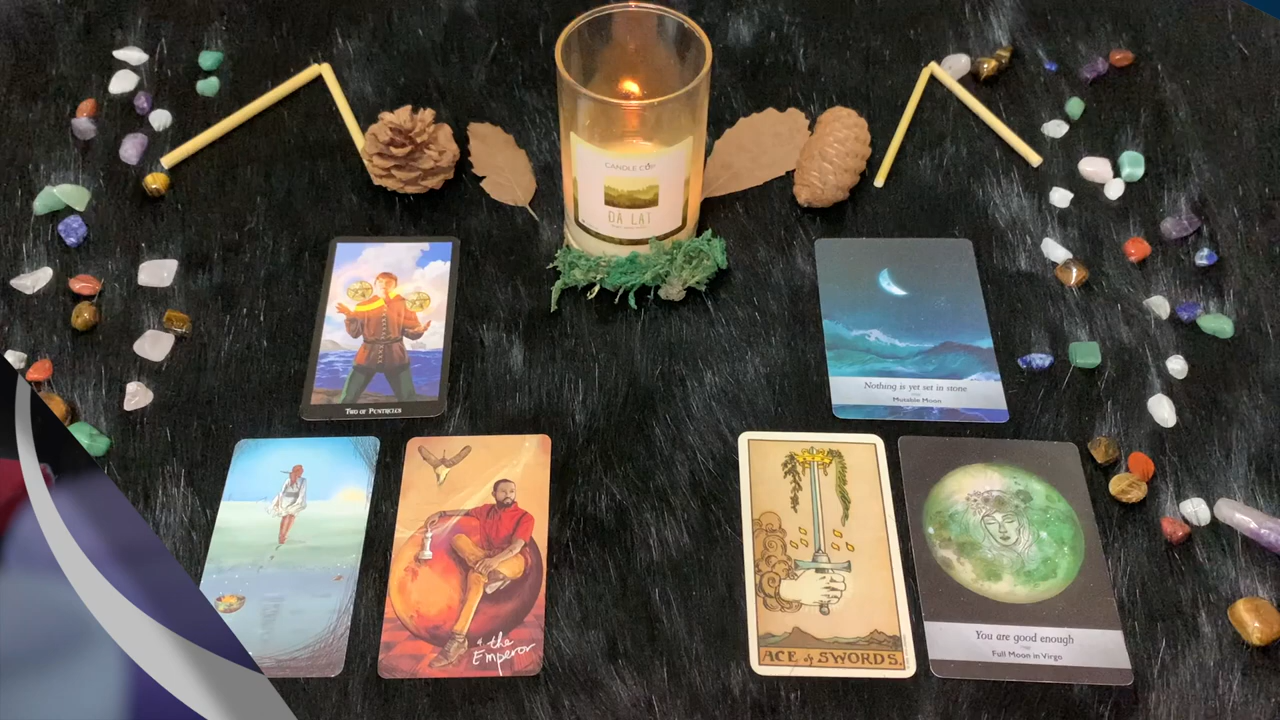 CANDLE CUP
ĐÀ LẠT
Two of Pentacles
Nothing is yet set in stone
Mutable Moon
4. the
Emperor
ACE of SWORDS.
You are good enough
Full Moon in Virgo